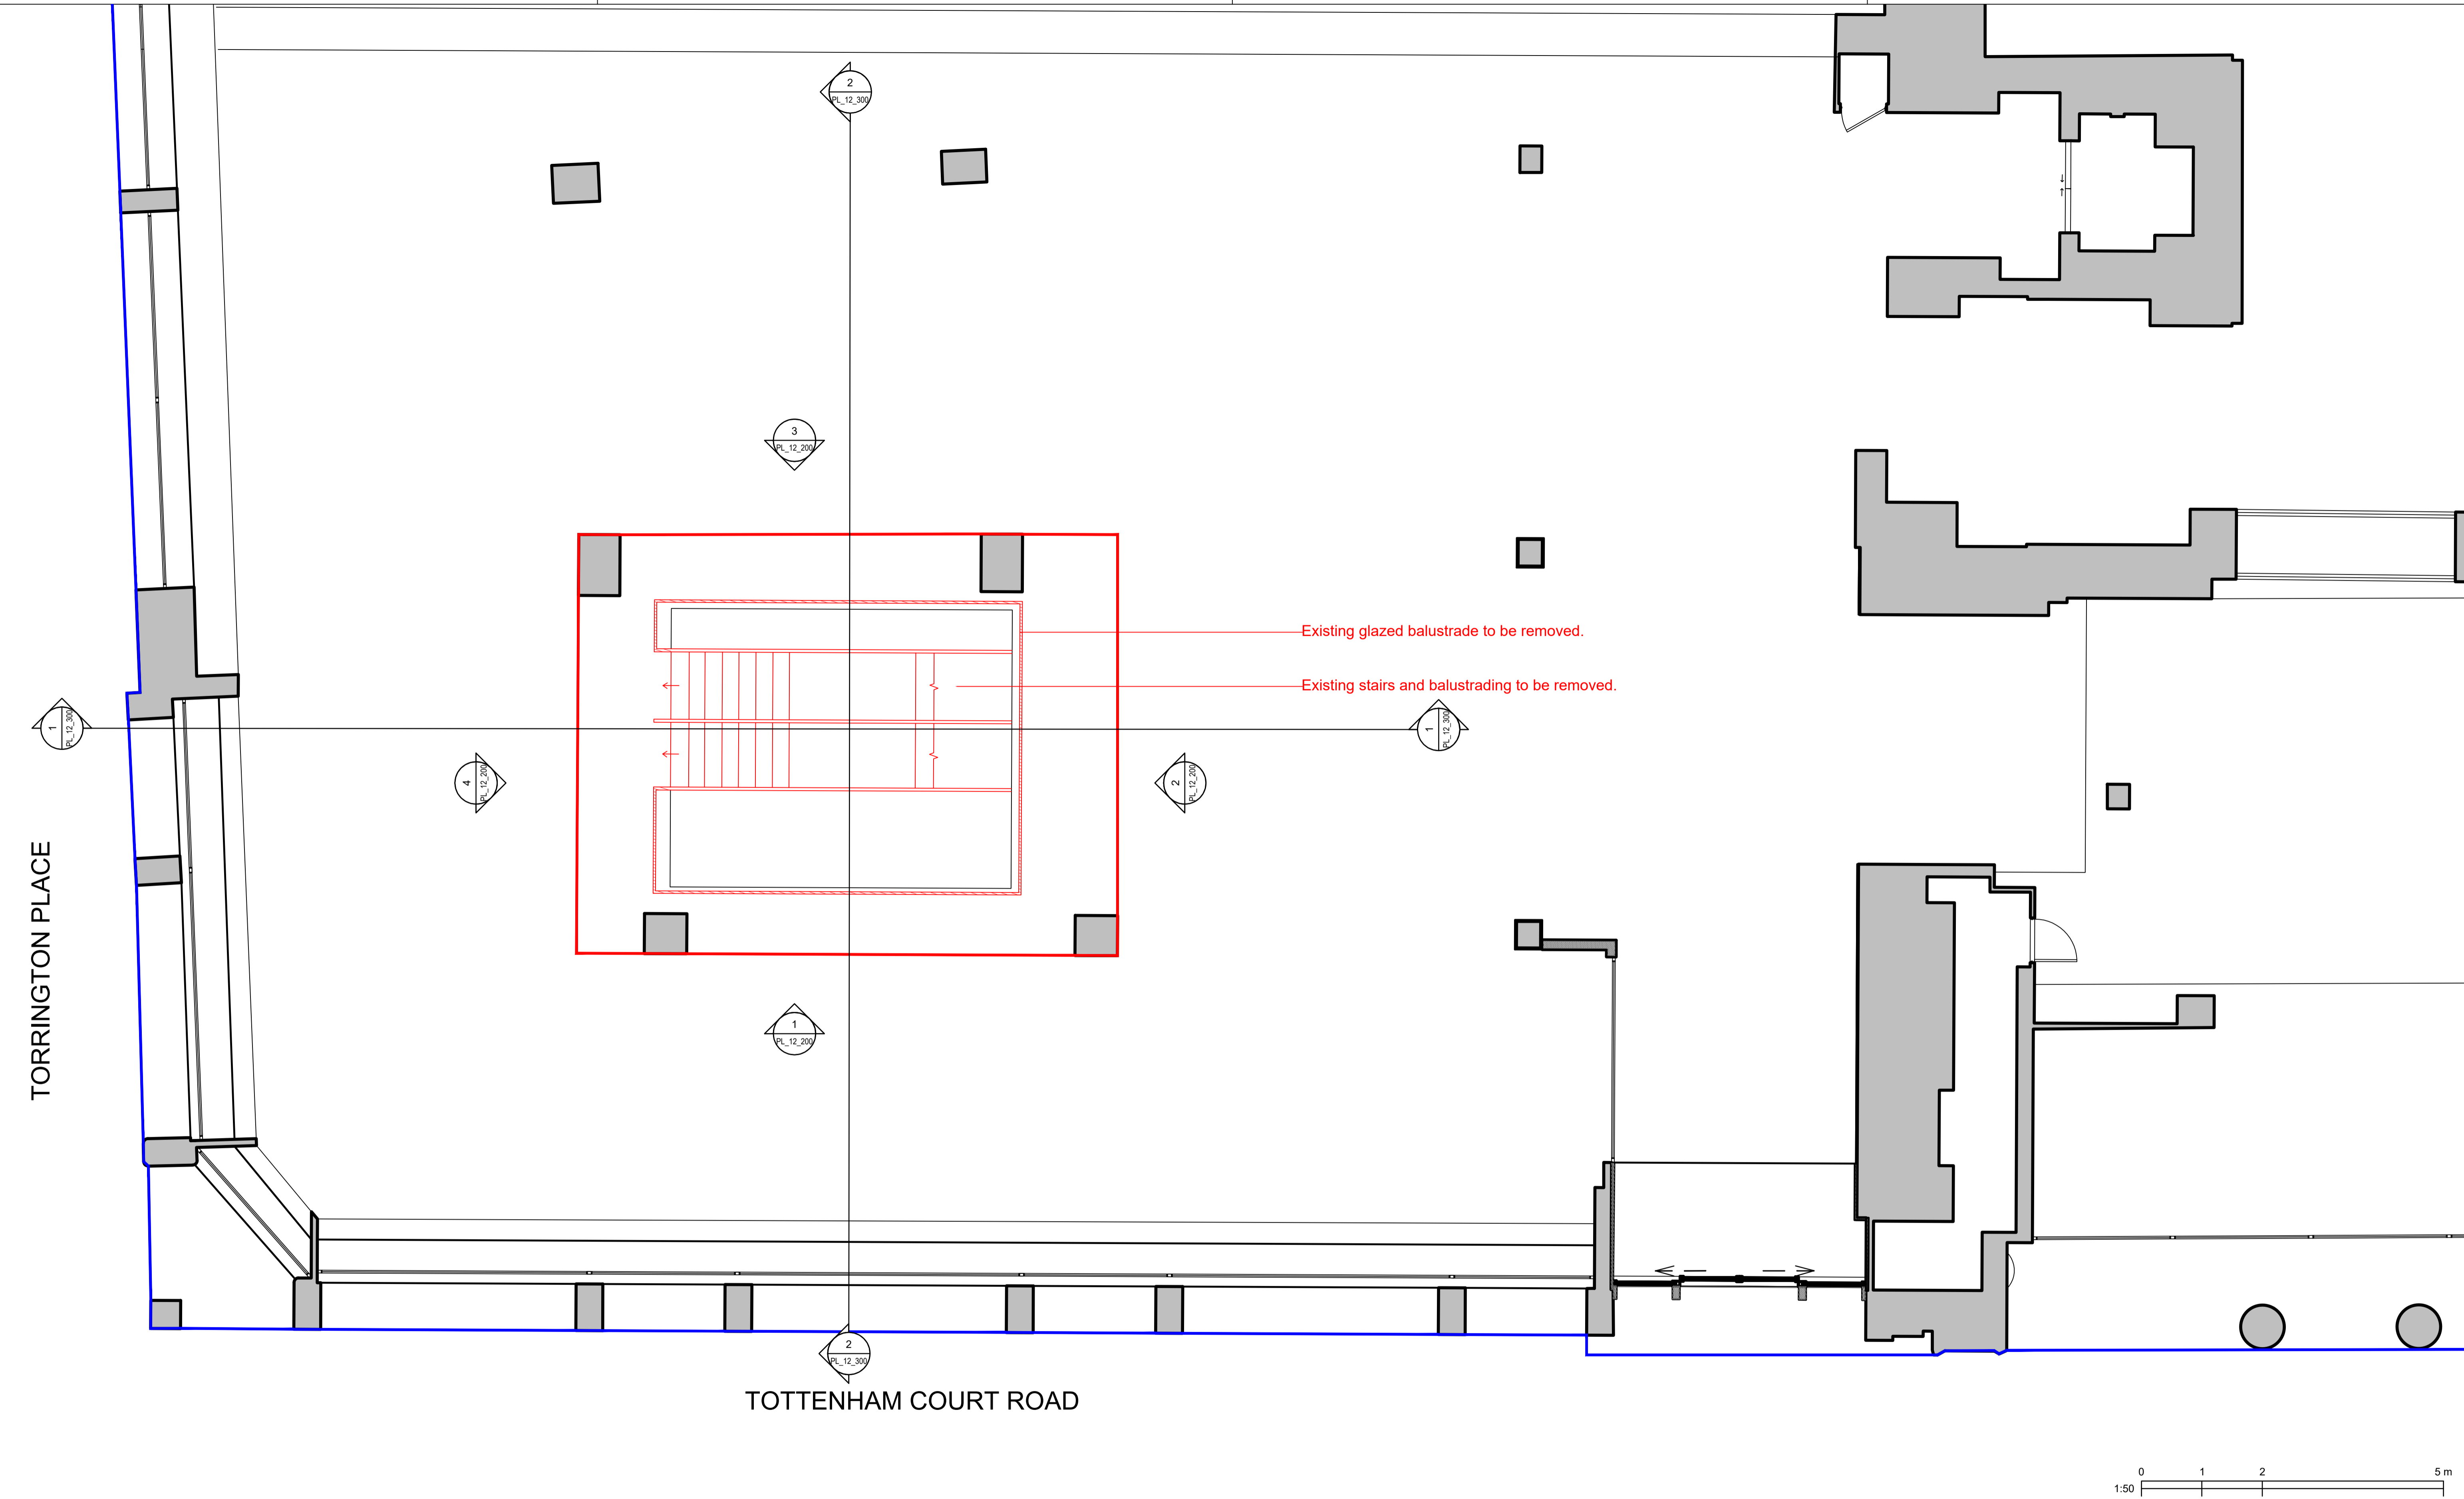 2
PL_12_300
3
PL_12_200
Existing glazed balustrade to be removed.
Existing stairs and balustrading to be removed.
1
PL_12_300
1
PL_12_300
4
PL_12_200
2
PL_12_200
TORRINGTON PLACE
1
PL_12_200
2
PL_12_300
TOTTENHAM COURT ROAD
0 1 2 5 m
1:50